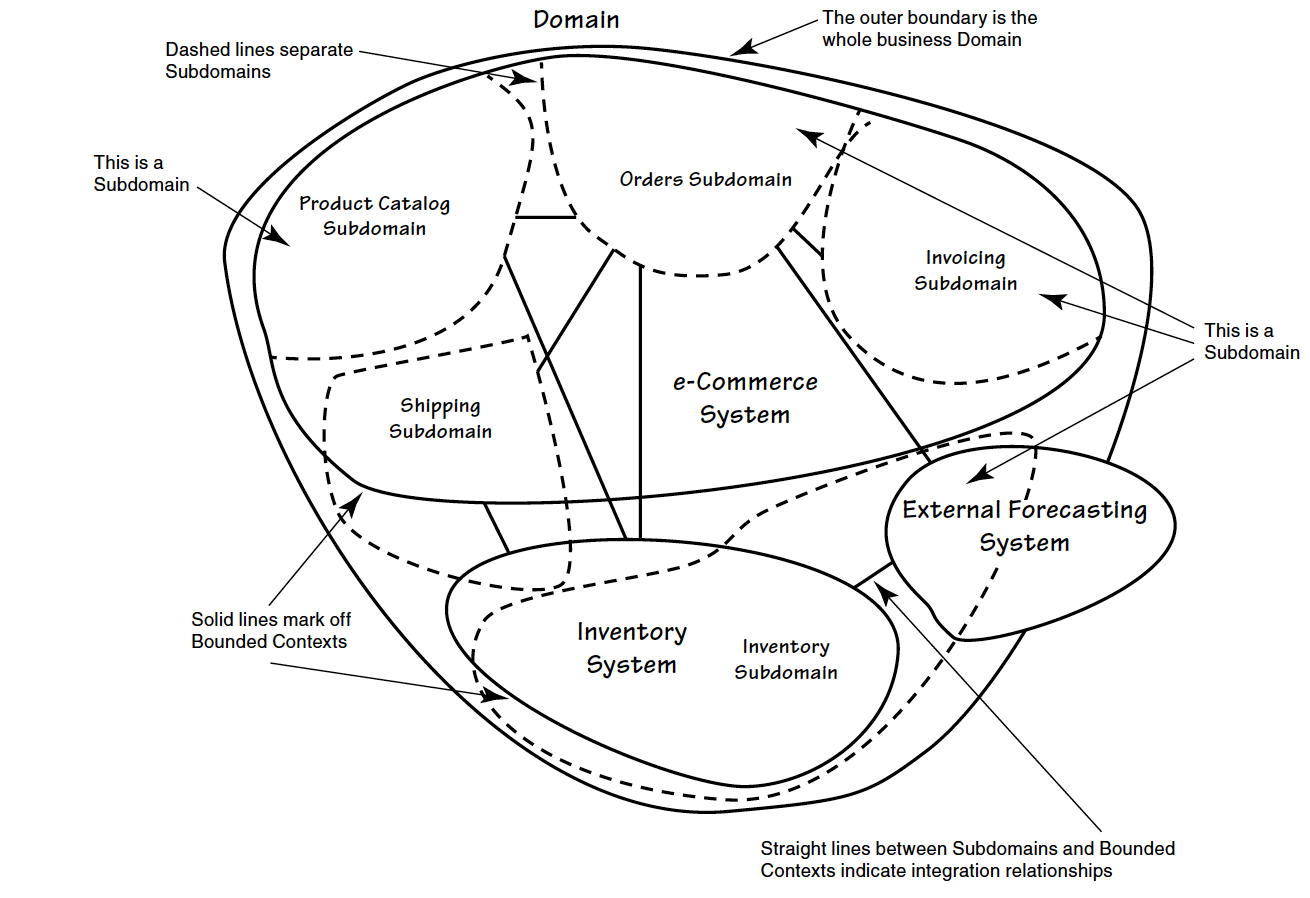 Domain
The outer boundary is the
whole business Domain
Dashed lines separate
Subdomains
This is a
Subdomain
Product Catalog
Subdomain
Orders Subdomain
Invoicing
Subdomain
This is a
Subdomain
e-Commerce
System
Shipping
Subdomain
External Forecasting
System
Solid lines mark off
Bounded Contexts
Inventory
System
Inventory
Subdomain
Straight lines between Subdomains and Bounded
Contexts indicate integration relationships